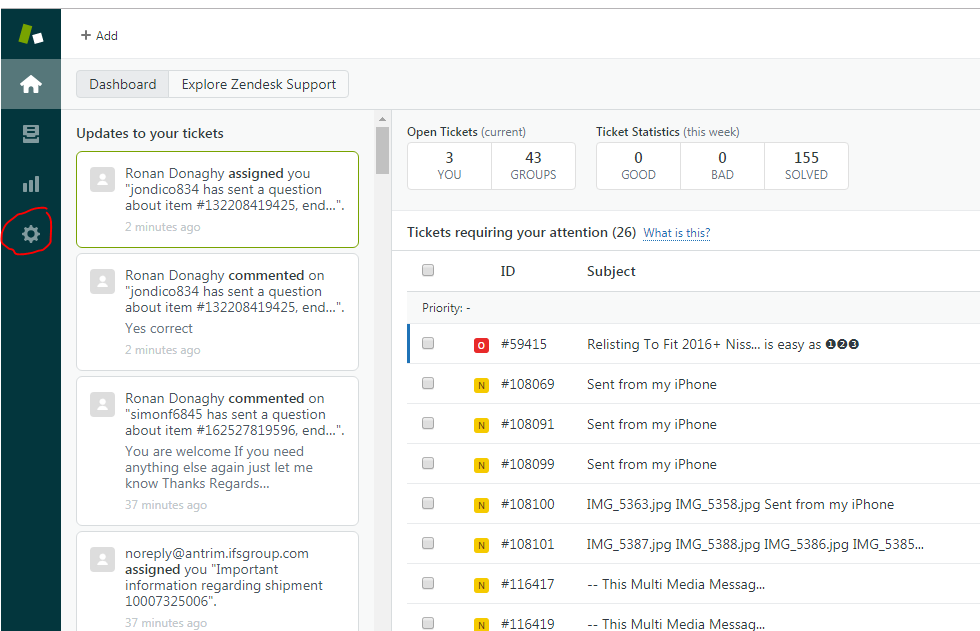 + Add
Dashboard
Explore Zendesk Support
Updates to your tickets
Ronan Donaghy assigned you
"jondico834 has sent a question
about item #132208419425, end...".
2 minutes ago
Ronan Donaghy commented on
"jondico834 has sent a question
about item #132208419425, end...".
Yes correct
2 minutes ago
Ronan Donaghy commented on
"simonf6845 has sent a question
about item #162527819596, end...".
You are welcome If you need
anything else again just let me
know Thanks Regards...
37 minutes ago
noreply@antrim.ifsgroup.com
assigned you "Important
information regarding shipment
10007325006".
37 minutes ago
Open Tickets (current)
3
YOU
43
GROUPS
Ticket Statistics (this week)
0
GOOD
0
BAD
155
SOLVED
Tickets requiring your attention (26) What is this?
ID Subject
Priority: -
O #59415 Relisting To Fit 2016+ Niss... is easy as ❶❷❸
N #108069 Sent from my iPhone
N #108091 Sent from my iPhone
N #108099 Sent from my iPhone
N #108100 IMG_5363.jpg IMG_5358.jpg Sent from my iPhone
N #108101 IMG_5387.jpg IMG_5388.jpg IMG_5386.jpg IMG_5385...
N #116417 -- This Multi Media Messag...
N #116419 -- This Multi Media Messag...